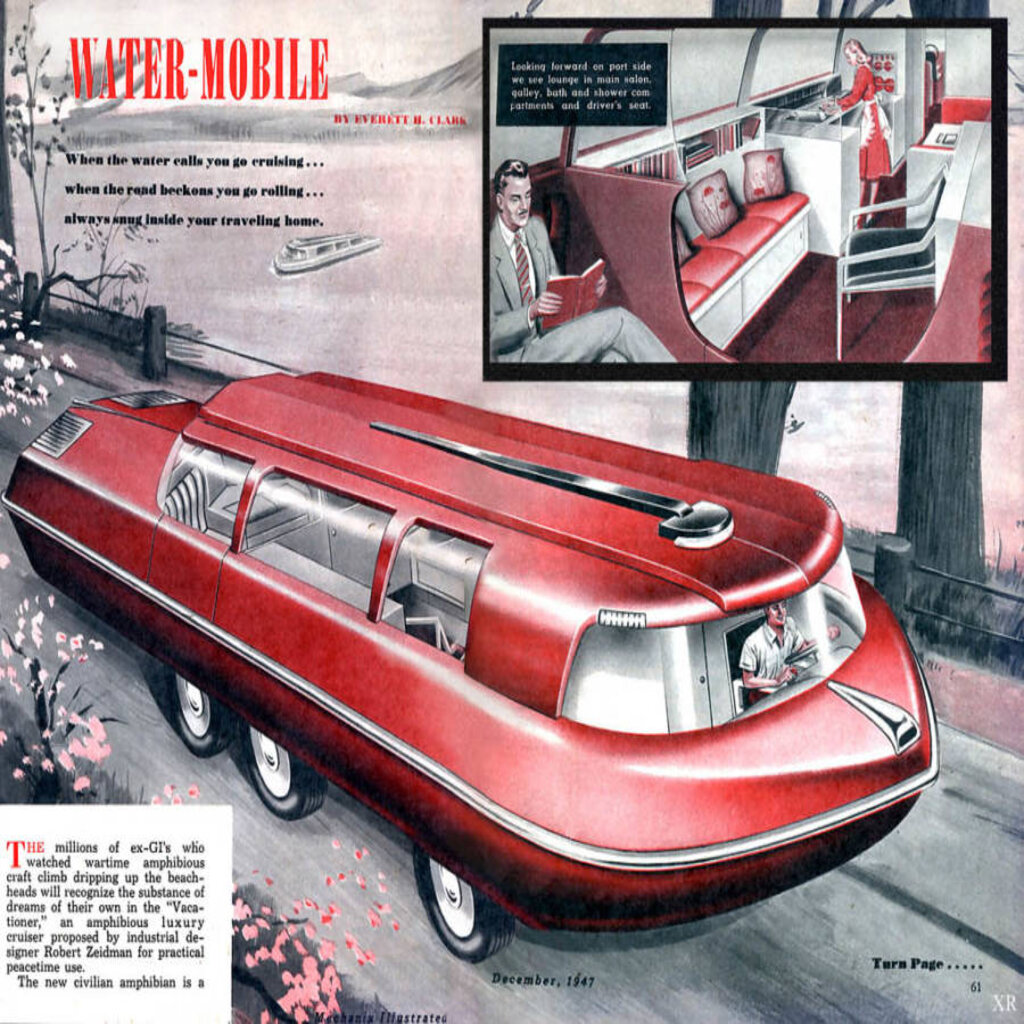 WATER-MOBILE
BY EVERETT H. CLARK
When the water calls you go cruising...
when the road beckons you go rolling...
always snug inside your traveling home.
Looking forward on port side
we see lounge in main salon,
galley, bath and shower com
partments and driver's seat.
THE millions of ex-GI's who
watched wartime amphibious
craft climb dripping up the beach-
heads will recognize the substance of
dreams of their own in the "Vaca-
tioner," an amphibious luxury
cruiser proposed by industrial de-
signer Robert Zeidman for practical
peacetime use.
The new civilian amphibian is a
December, 1947
Mechanix Illustrated
Turn Page.....
61
XR